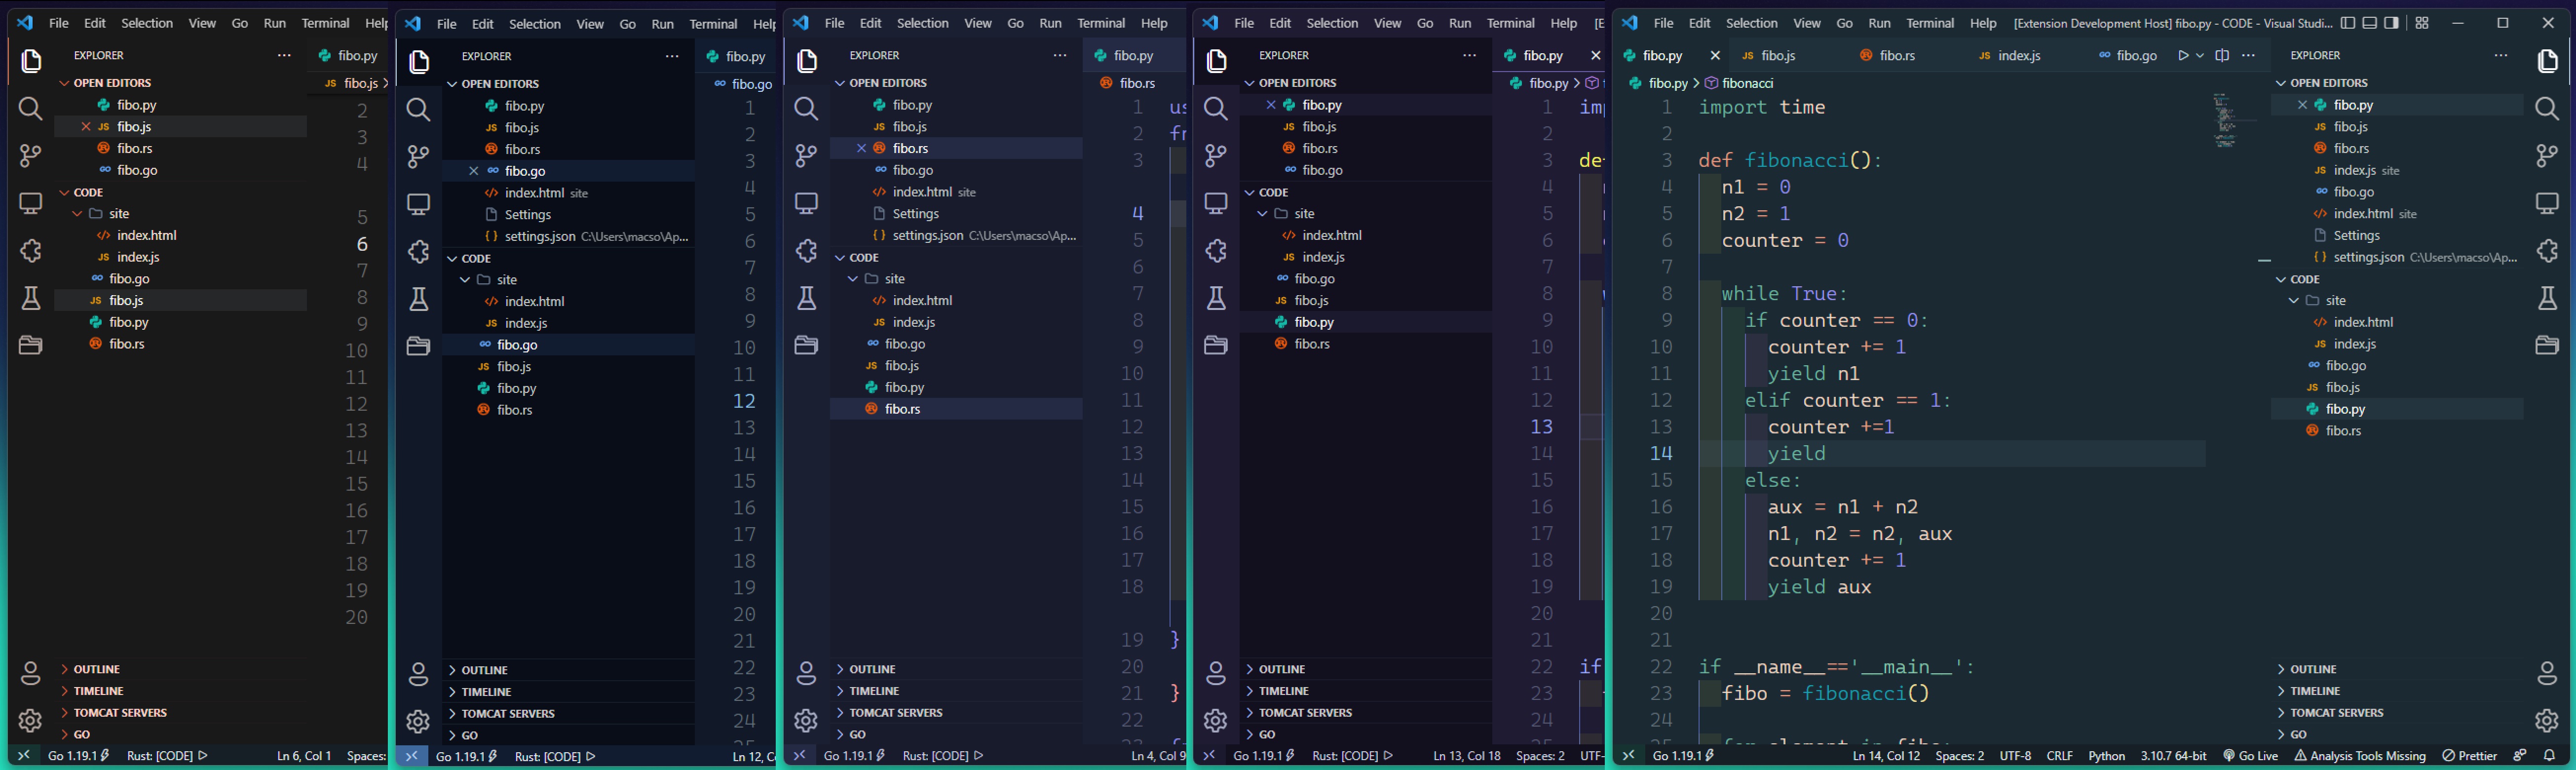 File Edit Selection View Go Run Terminal Help
EXPLORER ···
fibo.py
OPEN EDITORS
fibo.js
fibo.py
2
fibo.js
3
fibo.rs
4
fibo.go
CODE
site
5
index.html
6
index.js
7
fibo.go
8
fibo.js
9
fibo.py
10
fibo.rs
11
12
13
14
15
16
17
18
19
20
OUTLINE
TIMELINE
TOMCAT SERVERS
GO
Go 1.19.1 Rust: [CODE] Ln 6, Col 1 Spaces:
File Edit Selection View Go Run Terminal Help
EXPLORER ···
fibo.py
OPEN EDITORS
fibo.go
fibo.py
1
fibo.js
2
fibo.rs
3
fibo.go
4
index.html site
5
Settings
6
settings.json C:\Users\macso\Ap...
7
CODE
site
8
index.html
9
index.js
10
fibo.go
11
fibo.js
12
fibo.py
13
fibo.rs
14
15
16
17
18
19
20
21
22
23
24
25
OUTLINE
TIMELINE
TOMCAT SERVERS
GO
Go 1.19.1 Rust: [CODE] Ln 12, Co
File Edit Selection View Go Run Terminal Help
EXPLORER ···
fibo.py
OPEN EDITORS
fibo.rs
fibo.py
1 us
fibo.js
2 fr
fibo.rs
3
fibo.go
index.html site
Settings
4
settings.json C:\Users\macso\Ap...
5
CODE
6
site
7
index.html
8
index.js
9
fibo.go
10
fibo.js
11
fibo.py
12
fibo.rs
13
14
15
16
17
18
19 }
20
21 }
22
23
OUTLINE
TIMELINE
TOMCAT SERVERS
GO
Go 1.19.1 Rust: [CODE] Ln 4, Col 9
File Edit Selection View Go Run Terminal Help [E
EXPLORER ···
fibo.py
OPEN EDITORS
fibo.py
fibo.py
1 imp
fibo.js
2
fibo.rs
3 def
fibo.go
4
CODE
5
site
6
index.html
7
index.js
8
fibo.go
9
fibo.js
10
fibo.py
11
fibo.rs
12
13
14
15
16
17
18
19
20
21
22 if
23
24
25
OUTLINE
TIMELINE
TOMCAT SERVERS
GO
Go 1.19.1 Rust: [CODE] Ln 13, Col 18 Spaces: 2 UTF-
File Edit Selection View Go Run Terminal Help [Extension Development Host] fibo.py - CODE - Visual Studi...
fibo.py fibo.js fibo.rs index.js fibo.go ···
fibo.py > fibonacci
1 import time
2
3 def fibonacci():
4 n1 = 0
5 n2 = 1
6 counter = 0
7
8 while True:
9 if counter == 0:
10 counter += 1
11 yield n1
12 elif counter == 1:
13 counter +=1
14 yield
15 else:
16 aux = n1 + n2
17 n1, n2 = n2, aux
18 counter += 1
19 yield aux
20
21
22 if __name__=='__main__':
23 fibo = fibonacci()
24
25 for element in fibo:
EXPLORER ···
OPEN EDITORS
fibo.py
fibo.js
fibo.rs
index.js site
fibo.go
index.html site
Settings
settings.json C:\Users\macso\Ap...
CODE
site
index.html
index.js
fibo.go
fibo.js
fibo.py
fibo.rs
OUTLINE
TIMELINE
TOMCAT SERVERS
GO
Go 1.19.1 Ln 14, Col 12 Spaces: 2 UTF-8 CRLF Python 3.10.7 64-bit Go Live Analysis Tools Missing Prettier